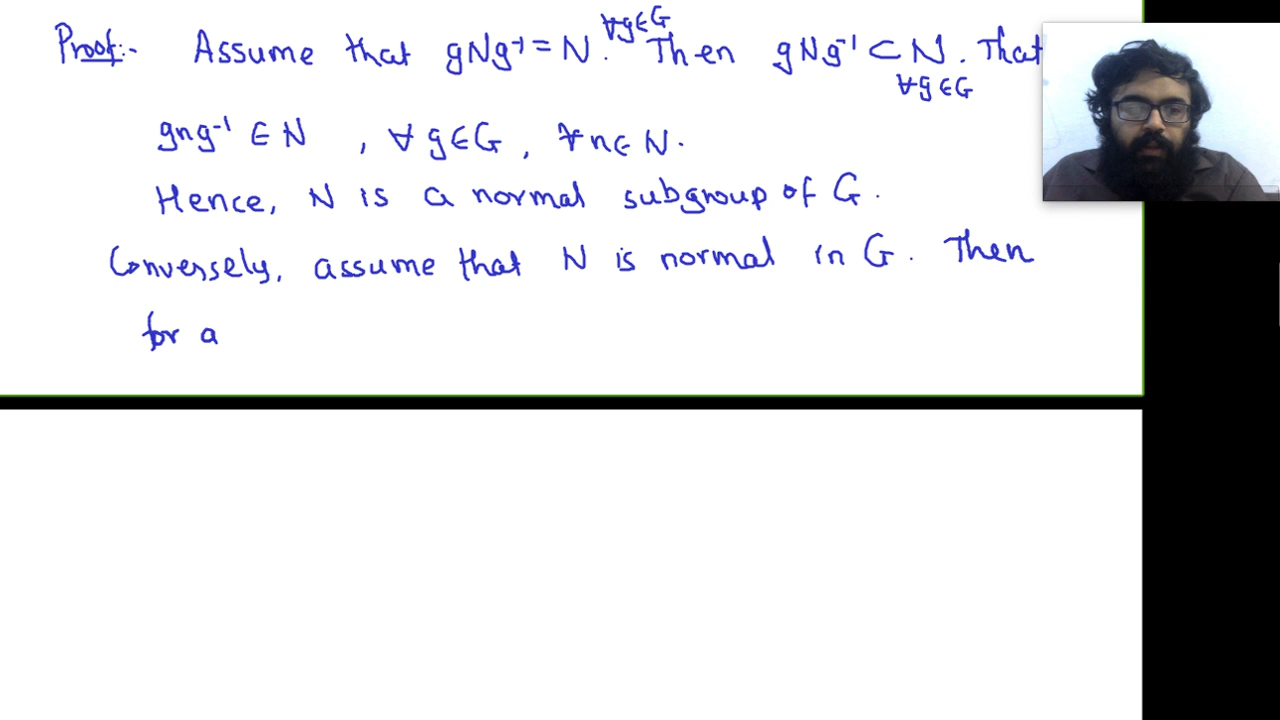 Proof:- Assume that gNg⁻¹ = N. ∀g∈G Then gNg⁻¹ ⊂ N. That
∀g∈G
gng⁻¹ ∈ N , ∀ g∈G, ∀n∈ N.
Hence, N is a normal subgroup of G.
Conversely, assume that N is normal in G. Then
for a